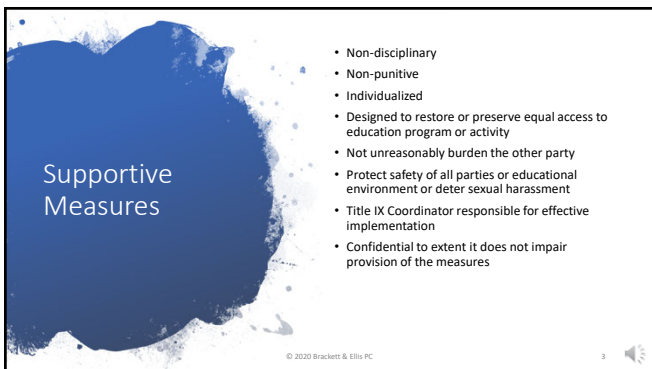 Supportive
Measures
• Non-disciplinary
• Non-punitive
• Individualized
• Designed to restore or preserve equal access to
education program or activity
• Not unreasonably burden the other party
• Protect safety of all parties or educational
environment or deter sexual harassment
• Title IX Coordinator responsible for effective
implementation
• Confidential to extent it does not impair
provision of the measures
© 2020 Brackett & Ellis PC
3